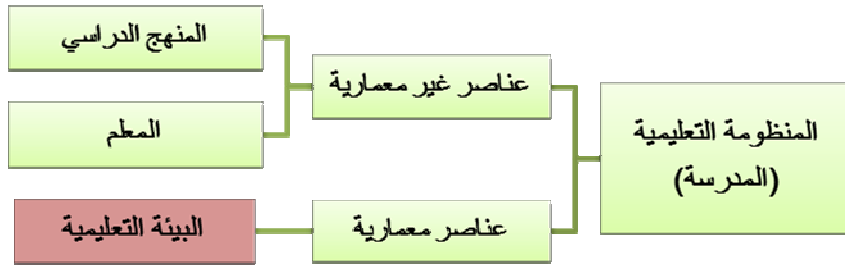 المنظومة التعليمية
(المدرسة)
عناصر غير معمارية
المنهج الدراسي
المعلم
عناصر معمارية
البيئة التعليمية